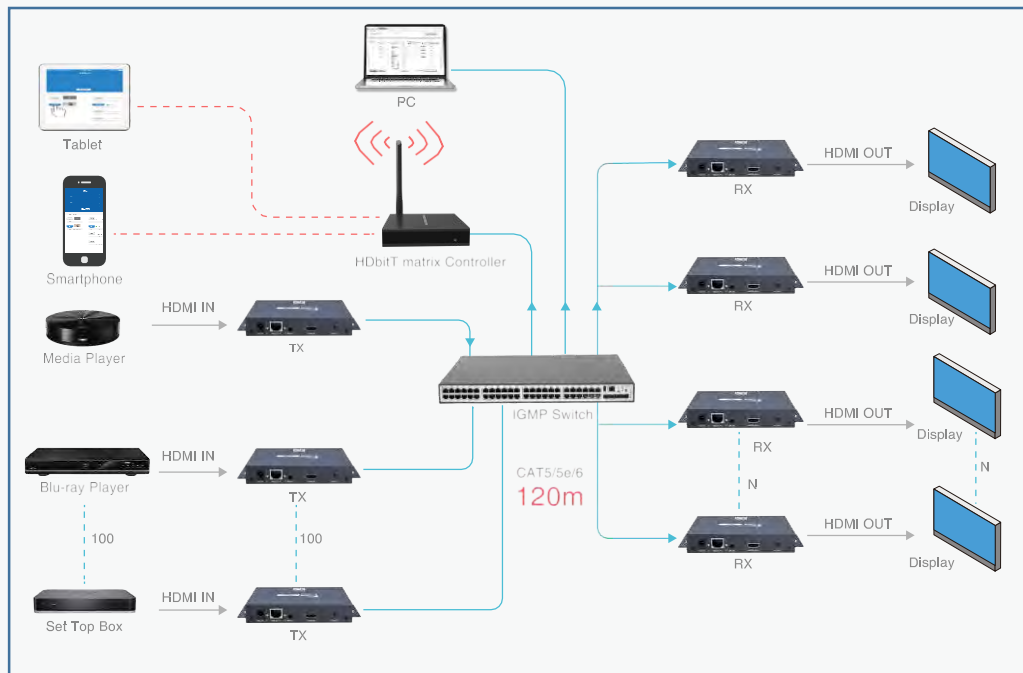 PC
Tablet
HDbitT matrix Controller
Smartphone
HDMI IN
TX
Media Player
IGMP Switch
HDMI IN
TX
Blu-ray Player
100
100
HDMI IN
TX
Set Top Box
CAT5/5e/6
120m
RX
HDMI OUT
Display
RX
HDMI OUT
Display
RX
HDMI OUT
Display
N
N
RX
HDMI OUT
Display